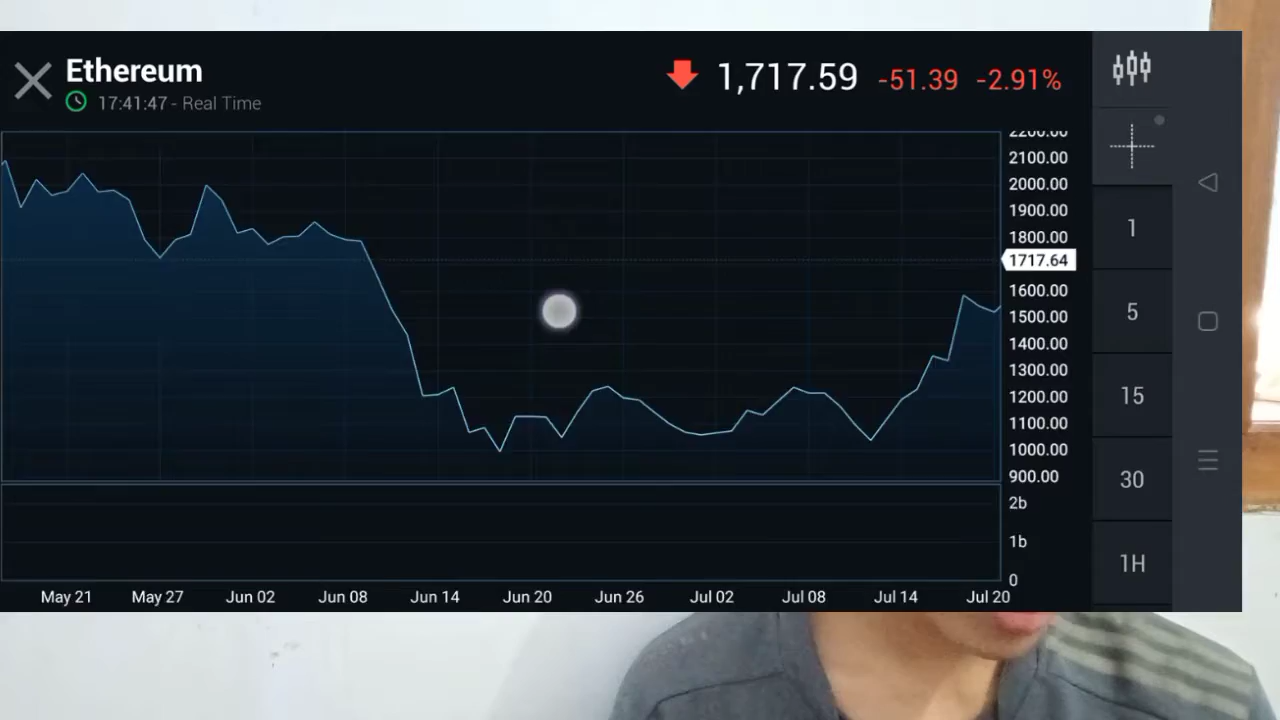 Ethereum
17:41:47 - Real Time
1,717.59 -51.39 -2.91%
2200.00
2100.00
2000.00
1900.00
1800.00
1717.64
1600.00
1500.00
1400.00
1300.00
1200.00
1100.00
1000.00
900.00
2b
1b
0
May 21 May 27 Jun 02 Jun 08 Jun 14 Jun 20 Jun 26 Jul 02 Jul 08 Jul 14 Jul 20
1
5
15
30
1H